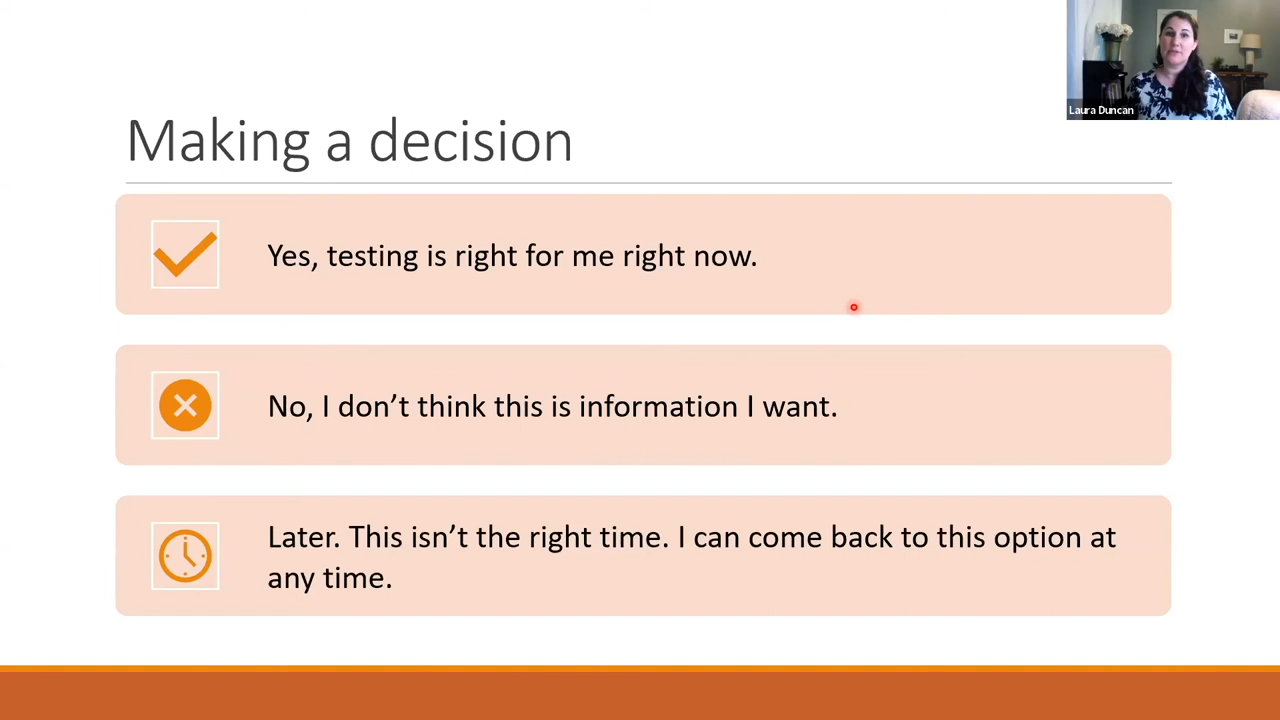 Laura Duncan
Making a decision
Yes, testing is right for me right now.
No, I don’t think this is information I want.
Later. This isn’t the right time. I can come back to this option at
any time.